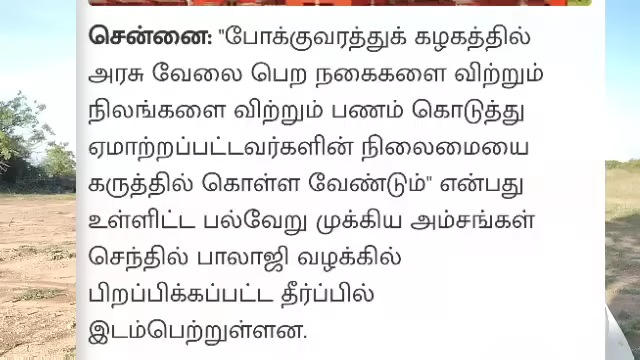 சென்னை: "போக்குவரத்துக் கழகத்தில்
அரசு வேலை பெற நகைகளை விற்றும்
நிலங்களை விற்றும் பணம் கொடுத்து
ஏமாற்றப்பட்டவர்களின் நிலைமையை
கருத்தில் கொள்ள வேண்டும்" என்பது
உள்ளிட்ட பல்வேறு முக்கிய அம்சங்கள்
செந்தில் பாலாஜி வழக்கில்
பிறப்பிக்கப்பட்ட தீர்ப்பில்
இடம்பெற்றுள்ளன.